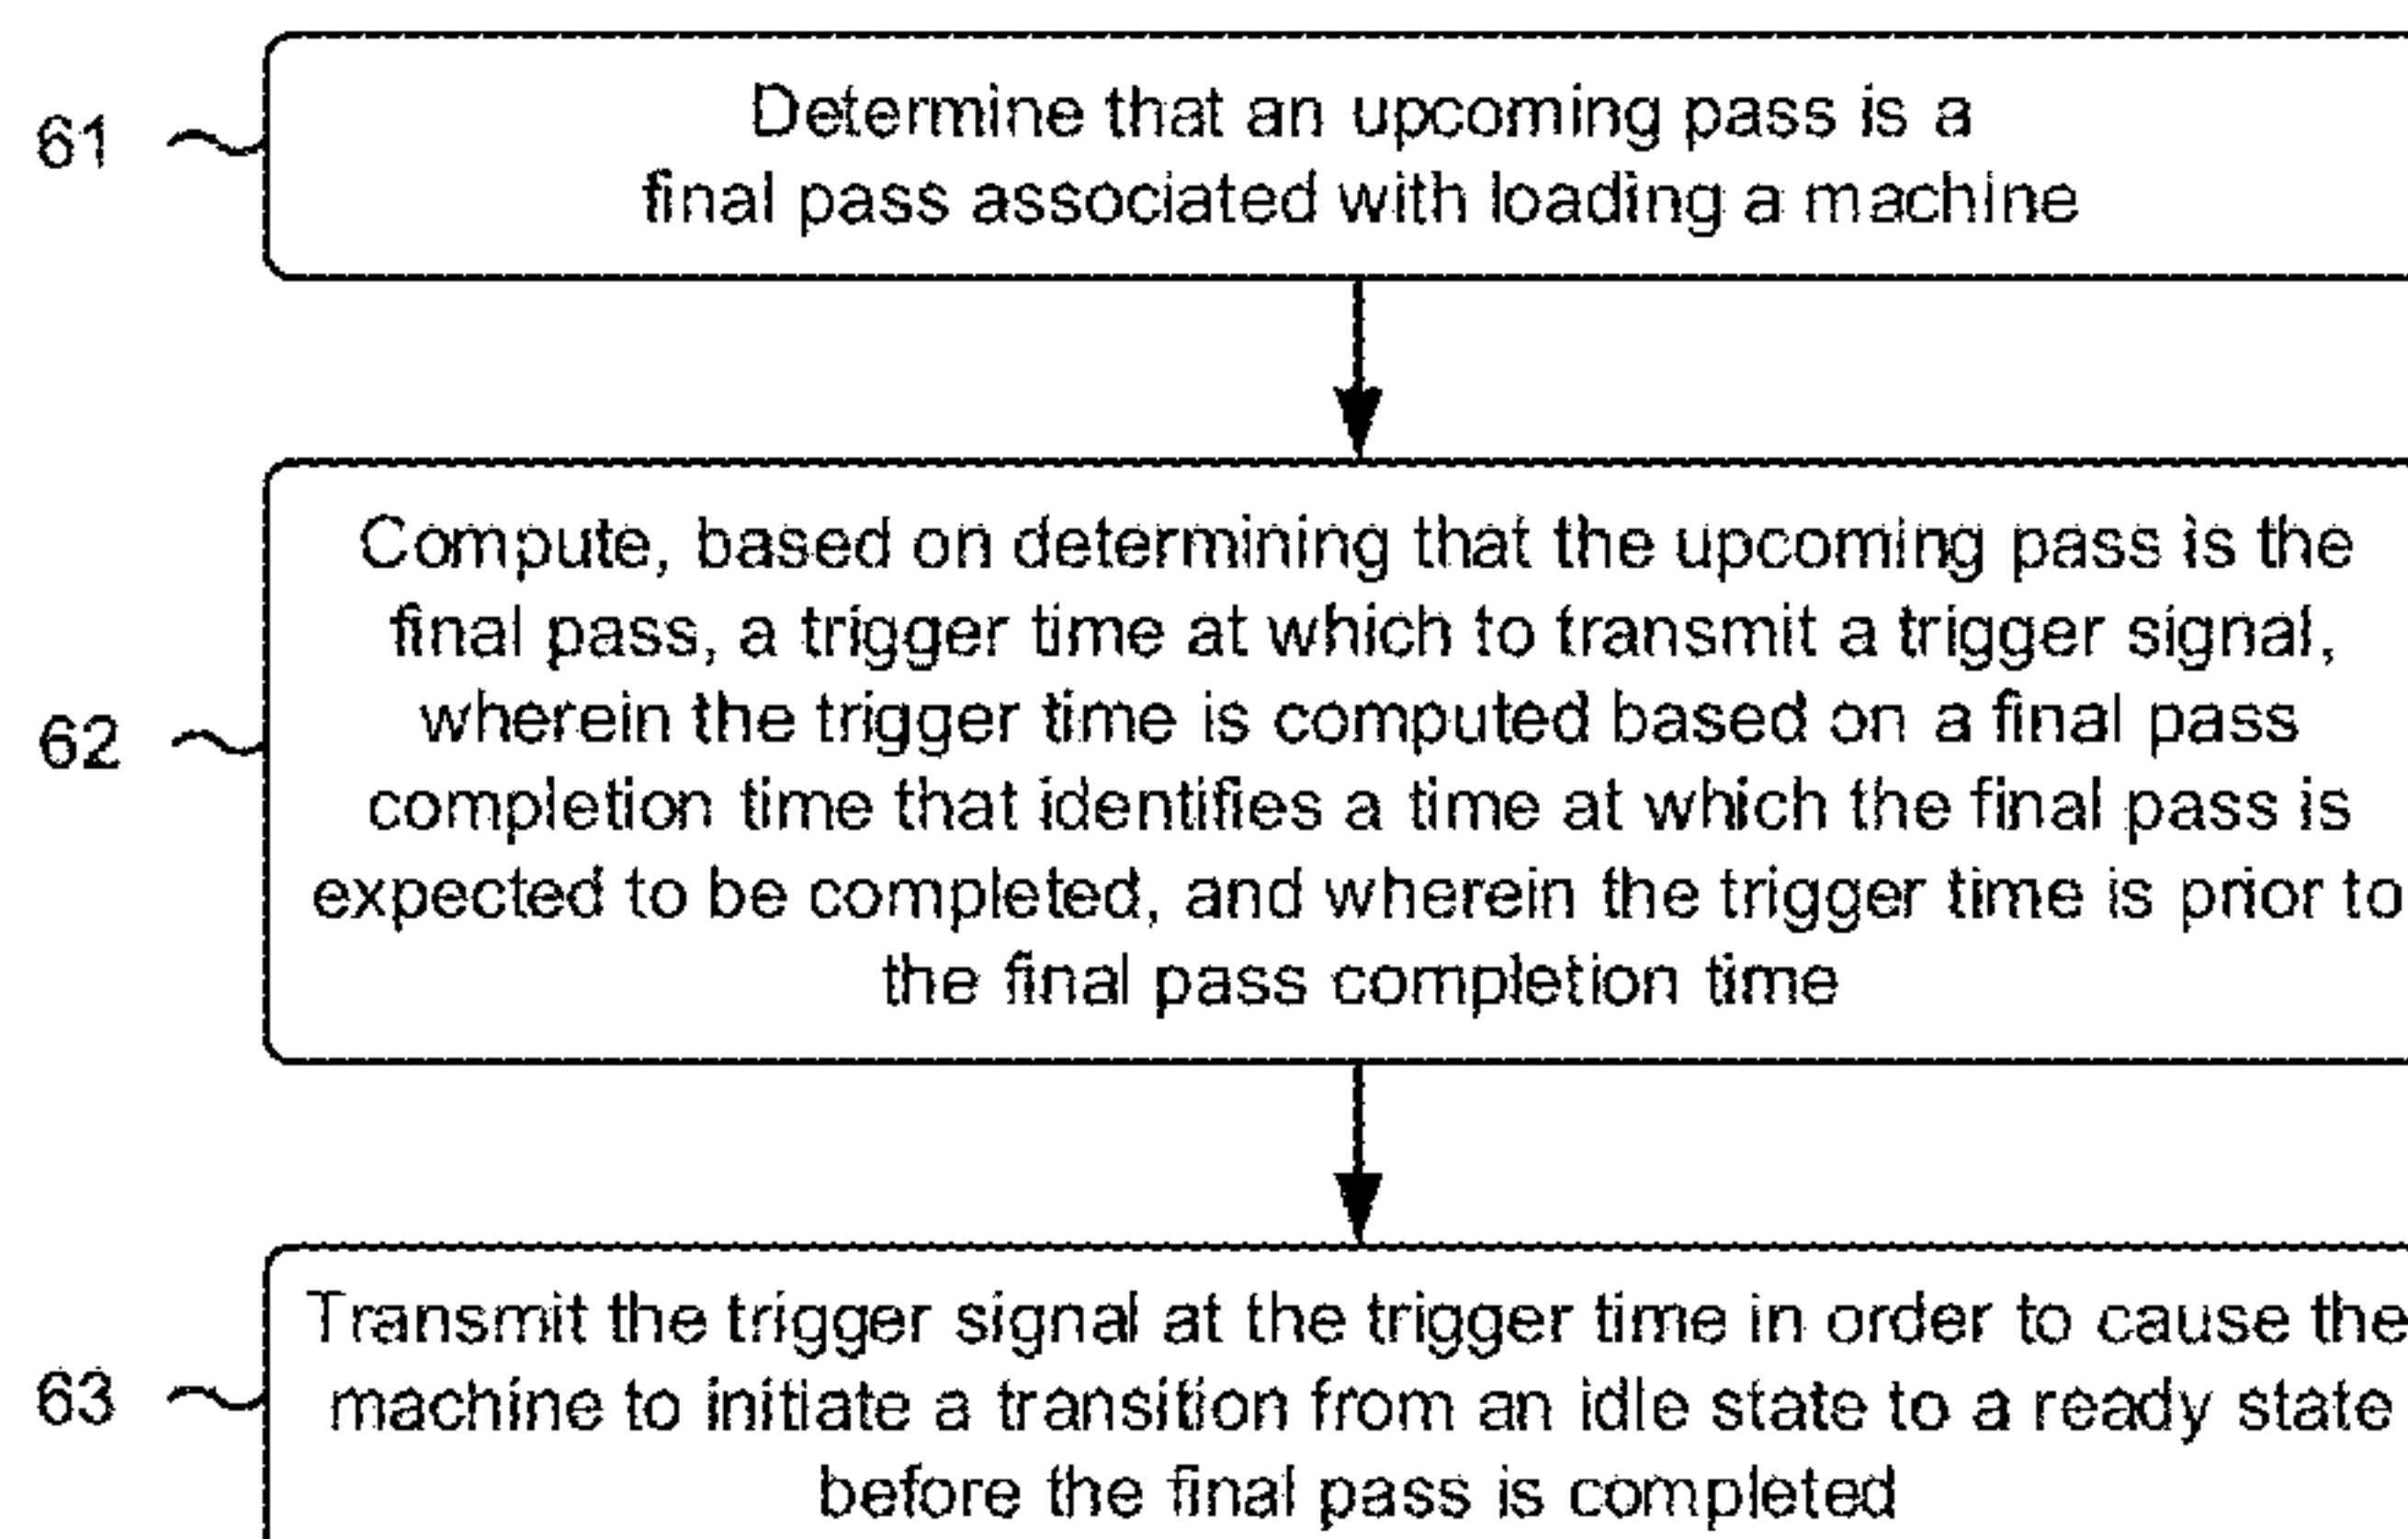 61
Determine that an upcoming pass is a
final pass associated with loading a machine
62
Compute, based on determining that the upcoming pass is the
final pass, a trigger time at which to transmit a trigger signal,
wherein the trigger time is computed based on a final pass
completion time that identifies a time at which the final pass is
expected to be completed, and wherein the trigger time is prior to
the final pass completion time
63
Transmit the trigger signal at the trigger time in order to cause the
machine to initiate a transition from an idle state to a ready state
before the final pass is completed